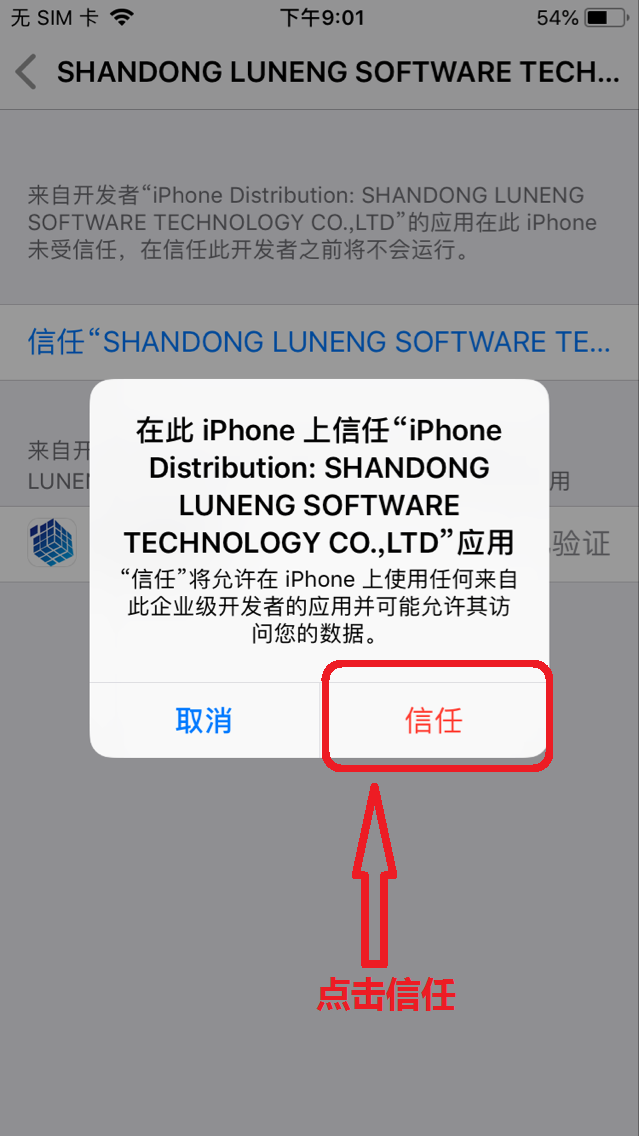 无 SIM 卡 下午9:01 54%
SHANDONG LUNENG SOFTWARE TECH...
来自开发者“iPhone Distribution: SHANDONG LUNENG
SOFTWARE TECHNOLOGY CO.,LTD”的应用在此 iPhone
未受信任，在信任此开发者之前将不会运行。
信任“SHANDONG LUNENG SOFTWARE TE...
在此 iPhone 上信任“iPhone
Distribution: SHANDONG
LUNENG SOFTWARE
TECHNOLOGY CO.,LTD”应用
“信任”将允许在 iPhone 上使用任何来自
此企业级开发者的应用并可能允许其访
问您的数据。
来自开
LUNEN 用
验证
取消 信任
点击信任